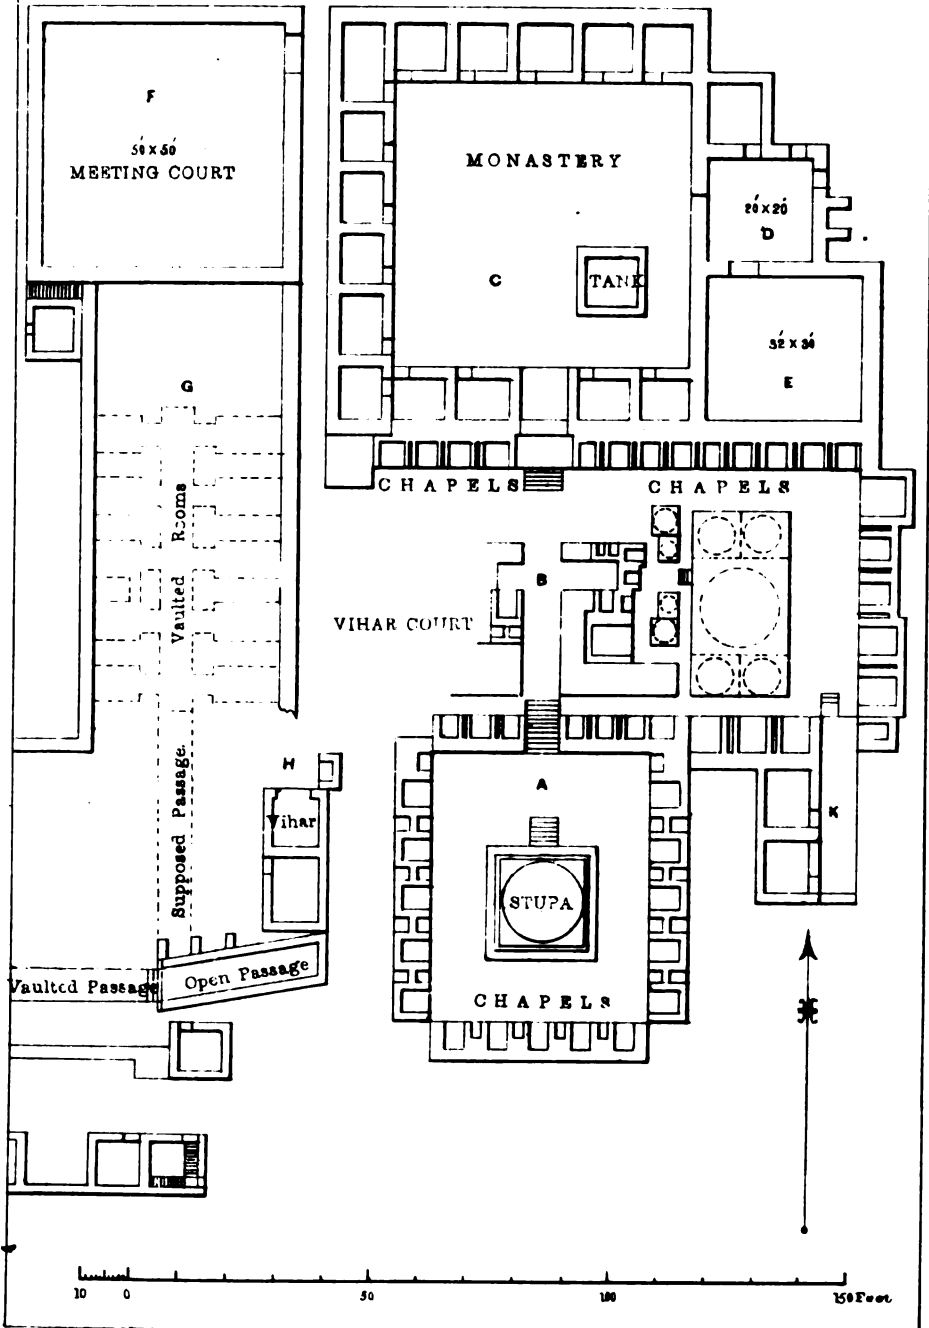 F
50' × 50'
MEETING COURT
MONASTERY
20' × 20'
D
C
TANK
32' × 30'
E
G
CHAPELS
CHAPELS
Vaulted Rooms
B
VIHAR COURT
Supposed Passage.
H
Vihar
A
K
STUPA
Open Passage
Vaulted Passage
CHAPELS
10 0 50 100 150 Feet